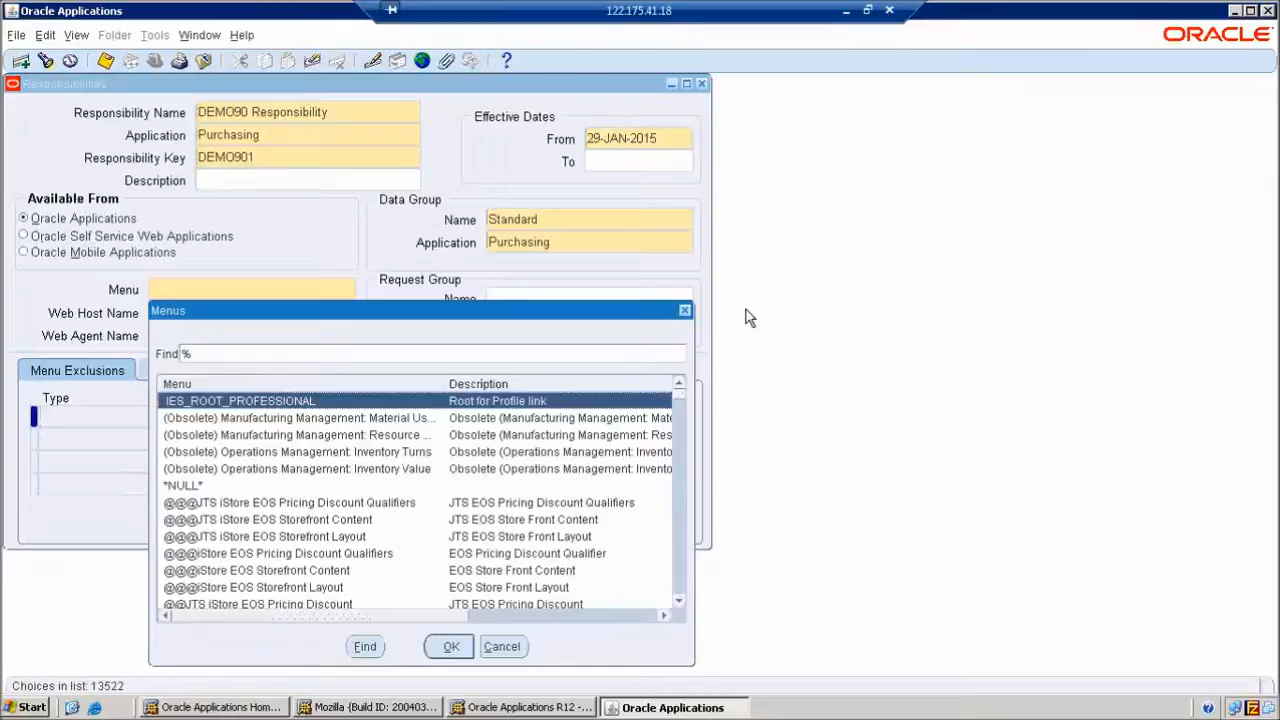 Oracle Applications
122.175.41.18
File Edit View Folder Tools Window Help
ORACLE
Responsibilities
Responsibility Name DEMO90 Responsibility
Application Purchasing
Responsibility Key DEMO901
Description
Effective Dates
From 29-JAN-2015
To
Available From
Oracle Applications
Oracle Self Service Web Applications
Oracle Mobile Applications
Data Group
Name Standard
Application Purchasing
Menu
Web Host Name
Web Agent Name
Request Group
Name
Menu Exclusions
Type
Menus
Find %
Menu Description
IES_ROOT_PROFESSIONAL Root for Profile link
(Obsolete) Manufacturing Management: Material Us... Obsolete (Manufacturing Management: Mate
(Obsolete) Manufacturing Management: Resource ... Obsolete (Manufacturing Management: Res
(Obsolete) Operations Management: Inventory Turns Obsolete (Operations Management: Invento
(Obsolete) Operations Management: Inventory Value Obsolete (Operations Management: Invento
*NULL*
@@@JTS iStore EOS Pricing Discount Qualifiers JTS EOS Pricing Discount Qualifiers
@@@JTS iStore EOS Storefront Content JTS EOS Store Front Content
@@@JTS iStore EOS Storefront Layout JTS EOS Store Front Layout
@@@iStore EOS Pricing Discount Qualifiers EOS Pricing Discount Qualifier
@@@iStore EOS Storefront Content EOS Store Front Content
@@@iStore EOS Storefront Layout EOS Store Front Layout
@@JTS iStore EOS Pricing Discount JTS EOS Pricing Discount
Find OK Cancel
Choices in list: 13522
Start Oracle Applications Hom... Mozilla {Build ID: 200403... Oracle Applications R12 -... Oracle Applications